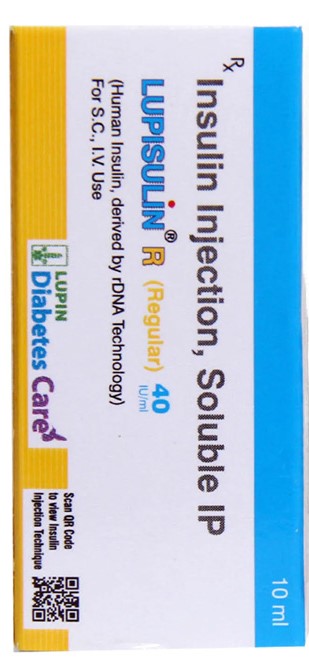 10 ml
Rx
Insulin Injection, Soluble IP
LUPISULIN® R (Regular) 40
IU/ml
(Human Insulin, derived by rDNA Technology)
For S.C., I.V. Use
LUPIN
Diabetes Care
Scan QR Code
to view Insulin
Injection Technique